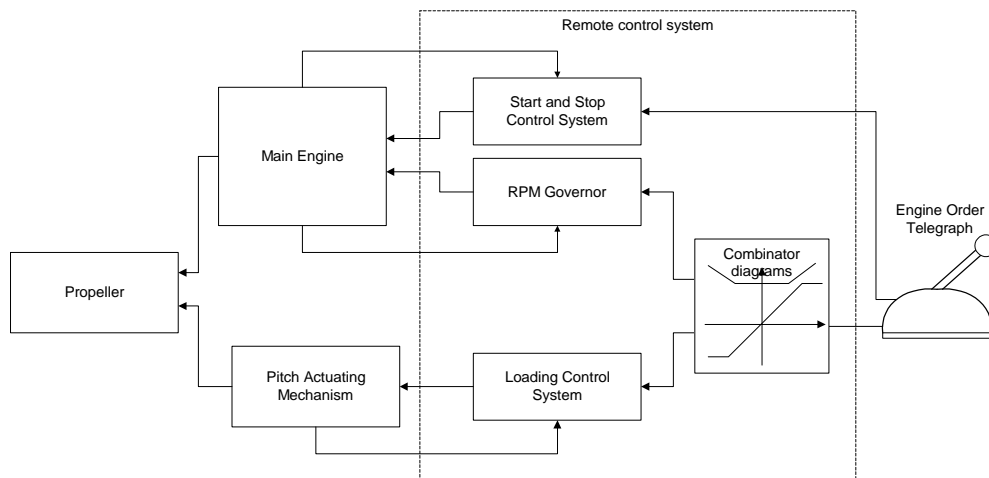 Remote control system
Start and Stop
Control System
Main Engine
RPM Governor
Engine Order
Telegraph
Combinator
diagrams
Propeller
Pitch Actuating
Mechanism
Loading Control
System